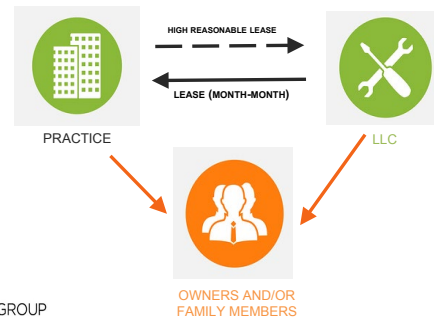 HIGH REASONABLE LEASE
LEASE (MONTH-MONTH)
PRACTICE
LLC
OWNERS AND/OR
FAMILY MEMBERS
GROUP